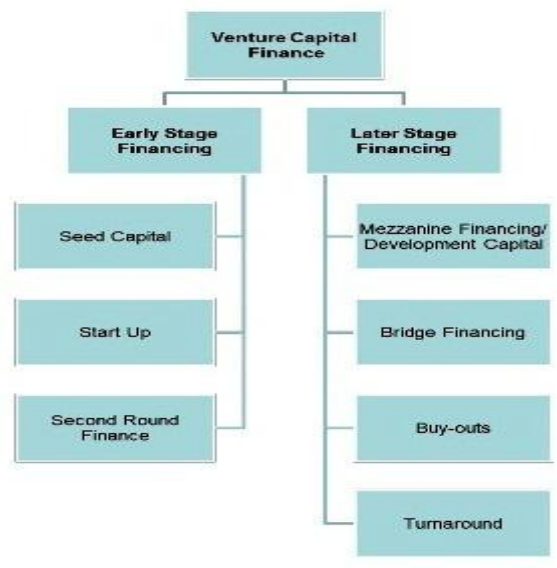 Venture Capital
Finance
Early Stage
Financing
Later Stage
Financing
Seed Capital
Start Up
Second Round
Finance
Mezzanine Financing/
Development Capital
Bridge Financing
Buy-outs
Turnaround